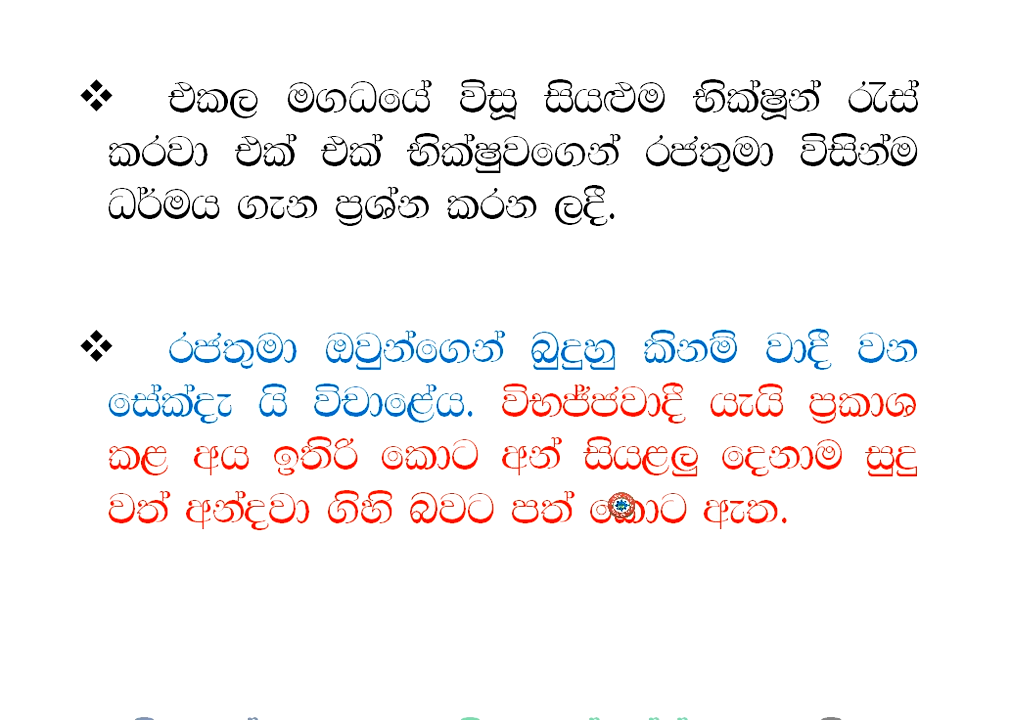 ❖ එකල මගධයේ විසූ සියළුම භික්ෂූන් රැස්
කරවා එක් එක් භික්ෂුවගෙන් රජතුමා විසින්ම
ධර්මය ගැන ප්‍රශ්න කරන ලදී.
❖ රජතුමා ඔවුන්ගෙන් බුදුහු කිනම් වාදී වන
සේක්දැ යි විචාළේය. විභජ්ජවාදී යැයි ප්‍රකාශ
කළ අය ඉතිරි කොට අන් සියළලු දෙනාම සුදු
වත් අන්දවා ගිහි බවට පත් කොට ඇත.